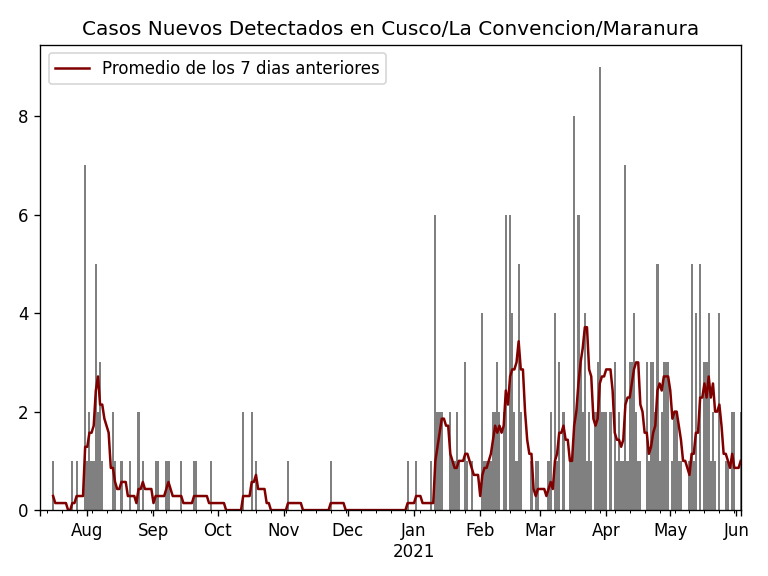 Casos Nuevos Detectados en Cusco/La Convencion/Maranura
Promedio de los 7 dias anteriores
8
6
4
2
0
Aug Sep Oct Nov Dec Jan Feb Mar Apr May Jun
2021